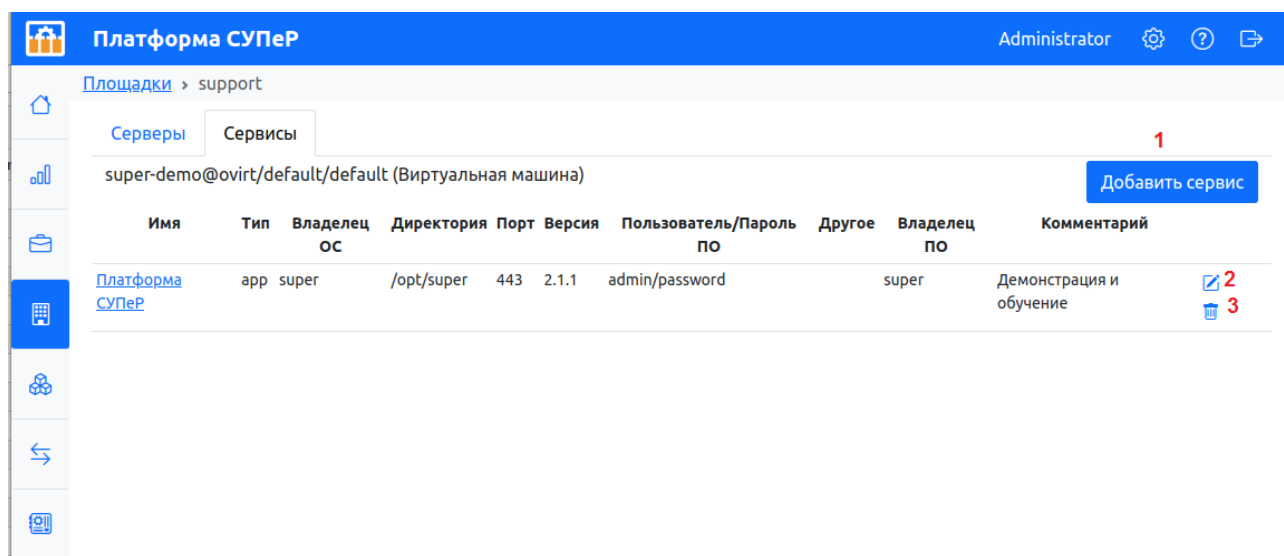 Платформа СУПеР Administrator
Площадки › support
Серверы Сервисы
1
super-demo@ovirt/default/default (Виртуальная машина) Добавить сервис
Имя Тип Владелец ОС Директория Порт Версия Пользователь/Пароль ПО Другое Владелец ПО Комментарий
Платформа СУПеР app super /opt/super 443 2.1.1 admin/password super Демонстрация и обучение
2
3